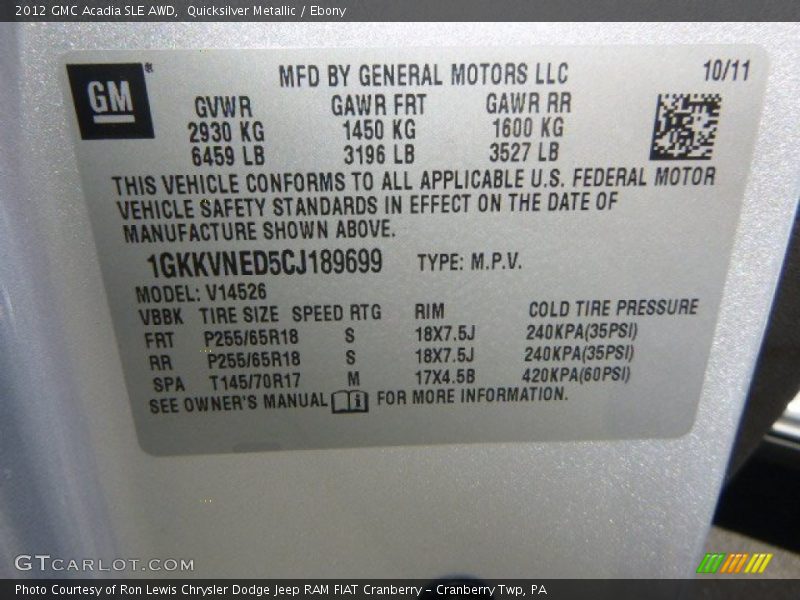 2012 GMC Acadia SLE AWD,  Quicksilver Metallic / Ebony
GM
MFD BY GENERAL MOTORS LLC 10/11
GVWR GAWR FRT GAWR RR
2930 KG 1450 KG 1600 KG
6459 LB 3196 LB 3527 LB
THIS VEHICLE CONFORMS TO ALL APPLICABLE U.S. FEDERAL MOTOR
VEHICLE SAFETY STANDARDS IN EFFECT ON THE DATE OF
MANUFACTURE SHOWN ABOVE.
1GKKVNED5CJ189699 TYPE: M.P.V.
MODEL: V14526
VBBK TIRE SIZE SPEED RTG RIM COLD TIRE PRESSURE
FRT P255/65R18 S 18X7.5J 240KPA(35PSI)
RR P255/65R18 S 18X7.5J 240KPA(35PSI)
SPA T145/70R17 M 17X4.5B 420KPA(60PSI)
SEE OWNER'S MANUAL i FOR MORE INFORMATION.
GTCARLOT.COM
Photo Courtesy of Ron Lewis Chrysler Dodge Jeep RAM FIAT Cranberry – Cranberry Twp, PA